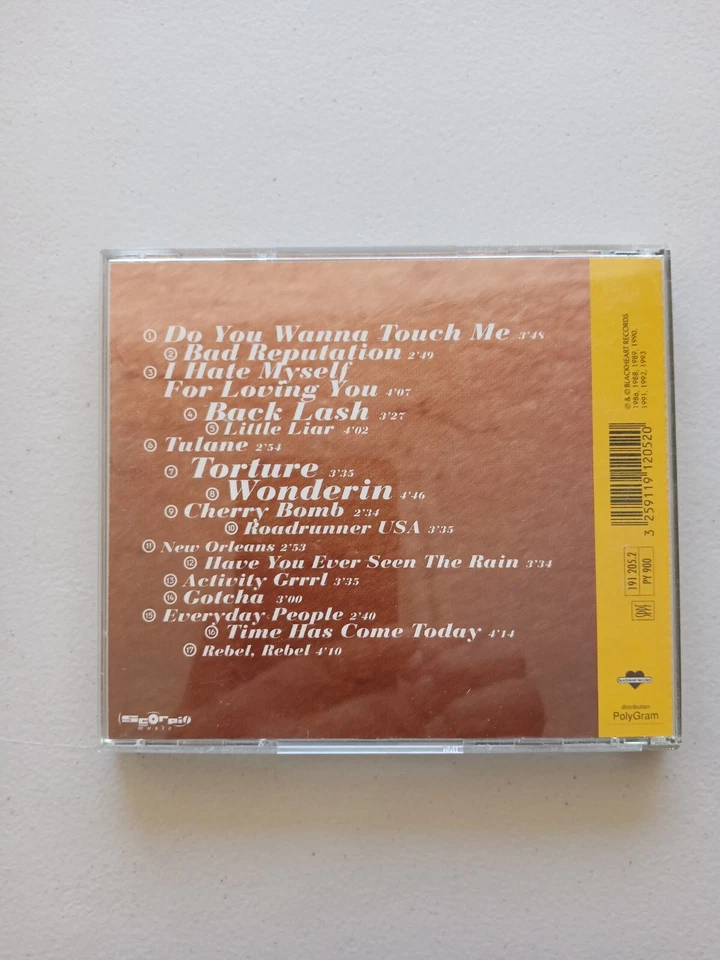 ① Do You Wanna Touch Me 3'48
② Bad Reputation 2'49
③ I Hate Myself
For Loving You 4'07
④ Back Lash 3'27
⑤ Little Liar 4'02
⑥ Tulane 2'54
⑦ Torture 3'35
⑧ Wonderin 4'46
⑨ Cherry Bomb 2'34
⑩ Roadrunner USA 3'35
⑪ New Orleans 2'53
⑫ Have You Ever Seen The Rain 3'34
⑬ Activity Grrrl 3'35
⑭ Gotcha 3'00
⑮ Everyday People 2'40
⑯ Time Has Come Today 4'14
⑰ Rebel, Rebel 4'10
Scorpio
music
℗ & © BLACKHEART RECORDS
1986, 1988, 1989, 1990,
1991, 1992, 1993
3 259119 120520
191 205.2
PY 900
BLACKHEART RECORDS
distribution
PolyGram